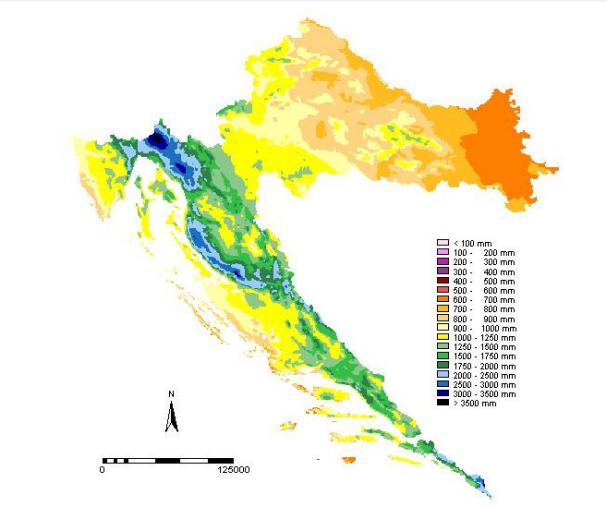 < 100 mm
100 - 200 mm
200 - 300 mm
300 - 400 mm
400 - 500 mm
500 - 600 mm
600 - 700 mm
700 - 800 mm
800 - 900 mm
900 - 1000 mm
1000 - 1250 mm
1250 - 1500 mm
1500 - 1750 mm
1750 - 2000 mm
2000 - 2500 mm
2500 - 3000 mm
3000 - 3500 mm
> 3500 mm
N
0 125000